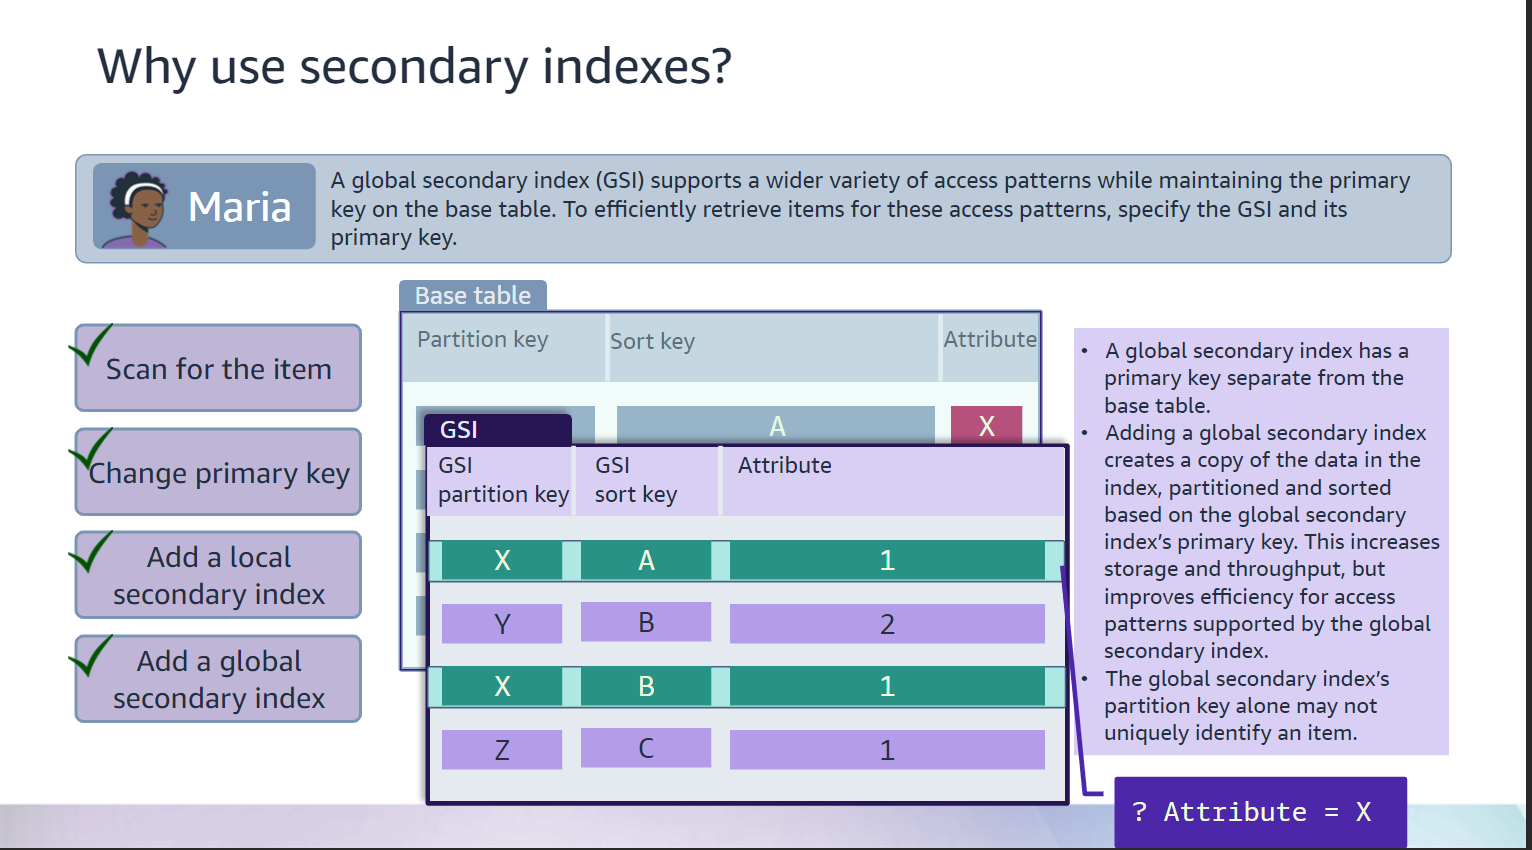 Why use secondary indexes?
Maria
A global secondary index (GSI) supports a wider variety of access patterns while maintaining the primary
key on the base table. To efficiently retrieve items for these access patterns, specify the GSI and its
primary key.
Scan for the item
Change primary key
Add a local
secondary index
Add a global
secondary index
Base table
Partition key Sort key Attribute
A X
GSI
GSI
partition key
GSI
sort key
Attribute
X A 1
Y B 2
X B 1
Z C 1
• A global secondary index has a
primary key separate from the
base table.
• Adding a global secondary index
creates a copy of the data in the
index, partitioned and sorted
based on the global secondary
index’s primary key. This increases
storage and throughput, but
improves efficiency for access
patterns supported by the global
secondary index.
• The global secondary index’s
partition key alone may not
uniquely identify an item.
? Attribute = X